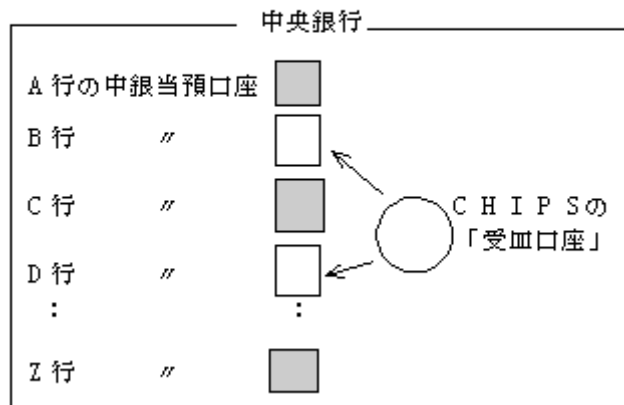 中央銀行
A行の中銀当預口座
B行 〃
C行 〃
CHIPSの
「受皿口座」
D行 〃
： ：
Z行 〃